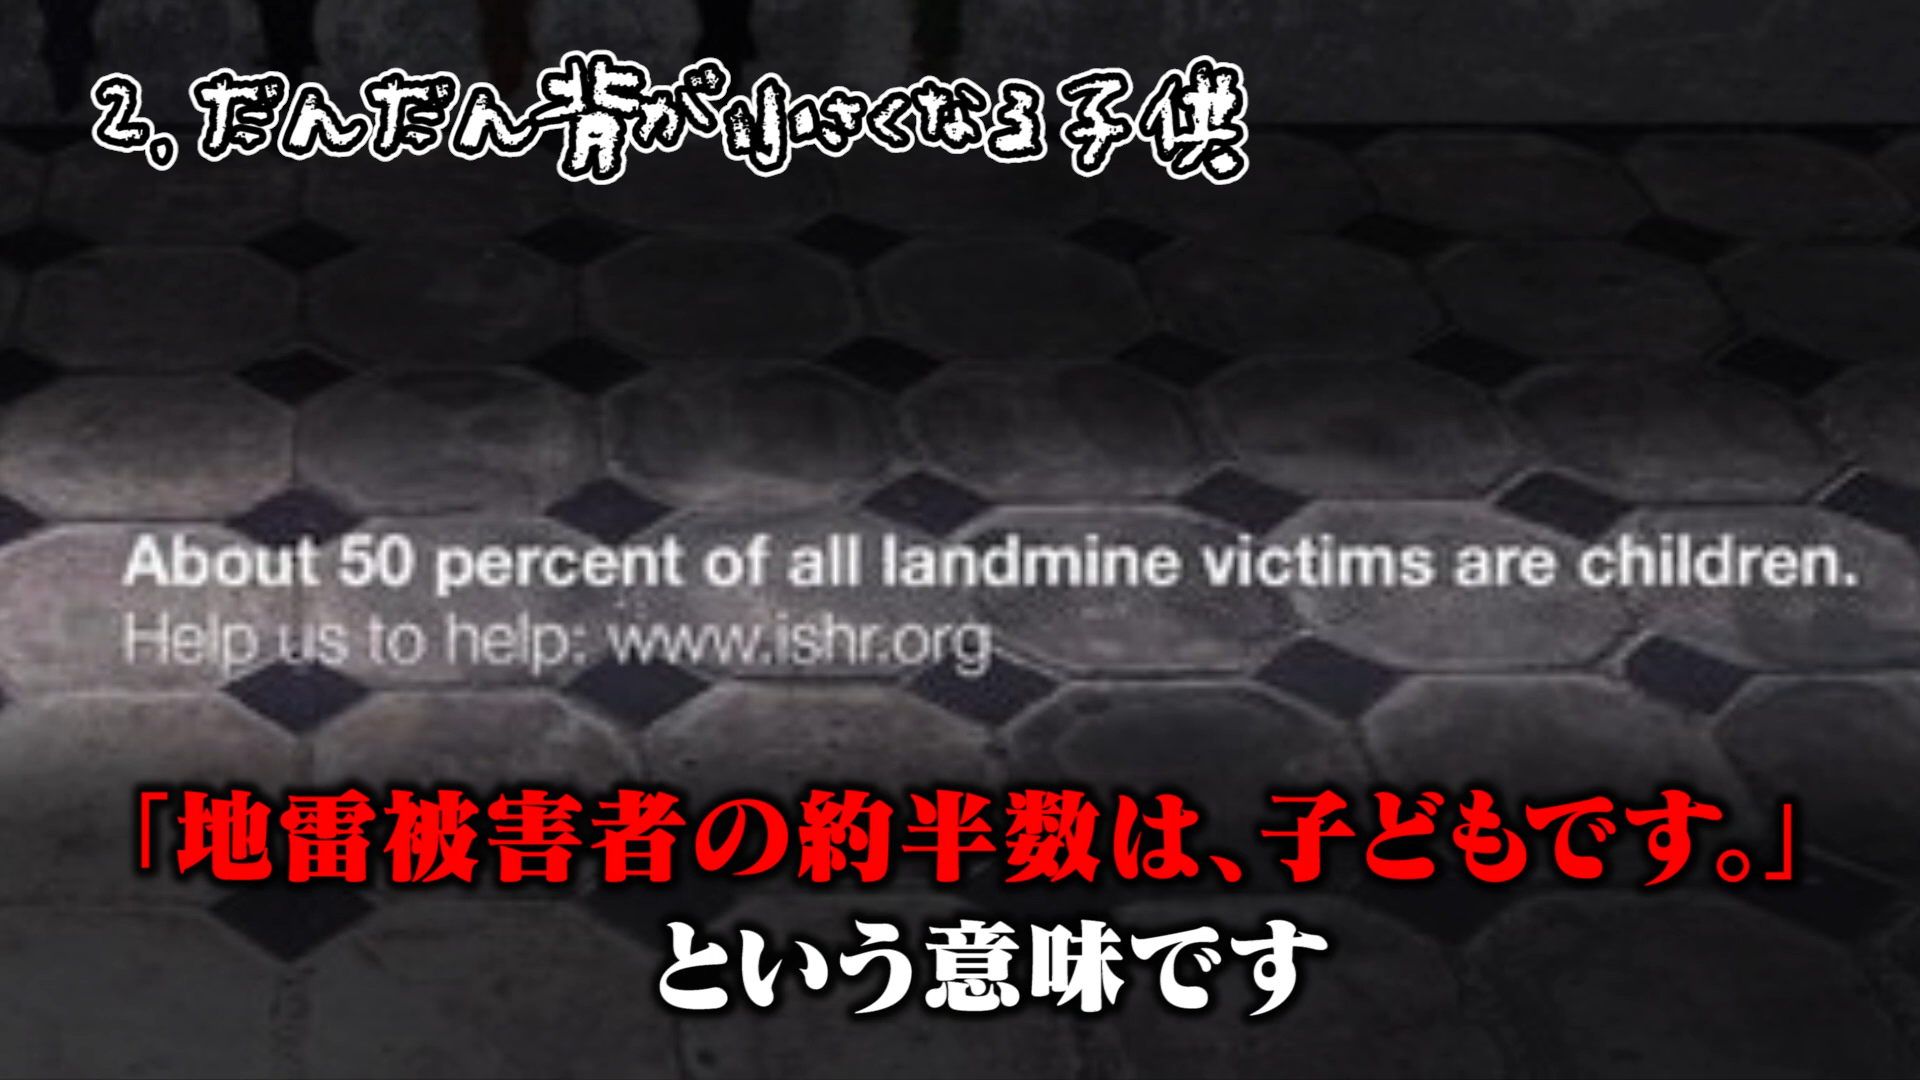 2. だんだん背が小さくなる子供
About 50 percent of all landmine victims are children.
Help us to help: www.ishr.org
「地雷被害者の約半数は、子どもです。」
という意味です